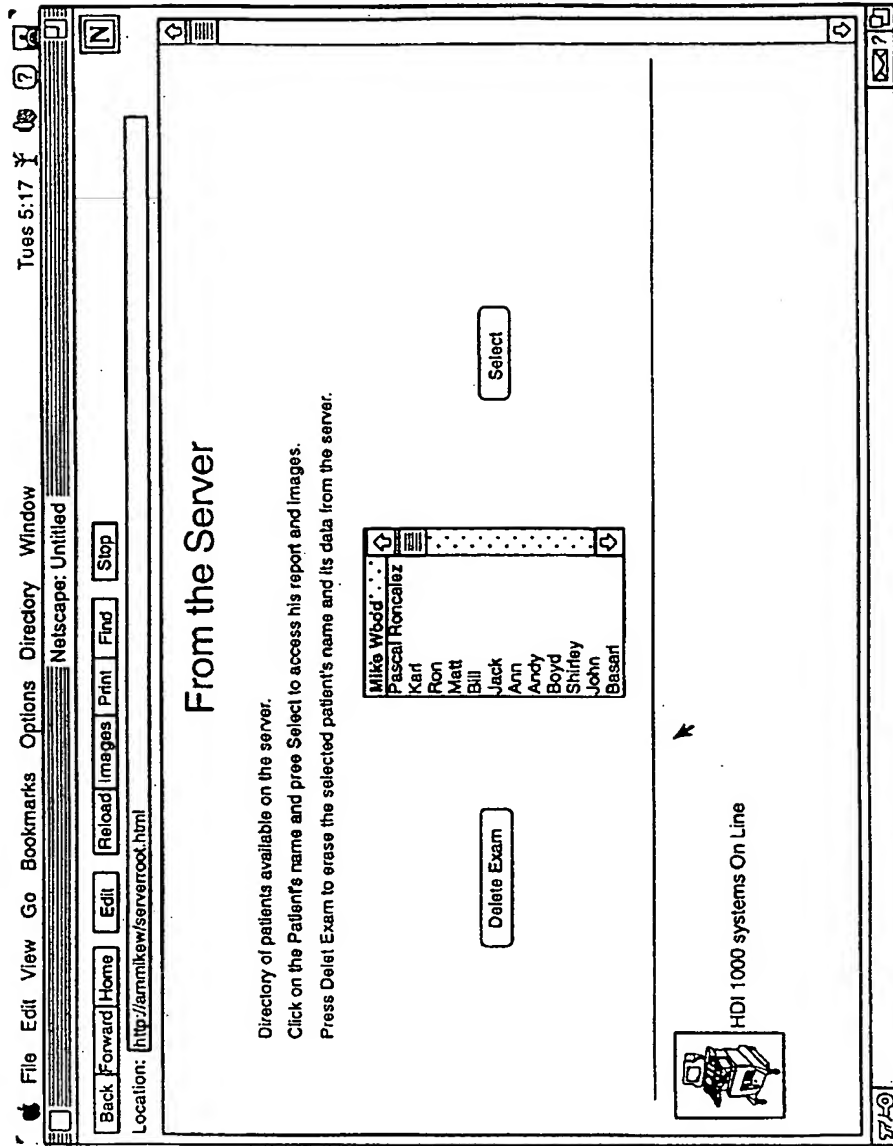 File Edit View Go Bookmarks Options Directory Window Tues 5:17 ?
Netscape: Untitled
Back Forward Home Edit Reload Images Print Find Stop
N
Location: http://ammikew/serverroot.html
From the Server
Directory of patients available on the server.
Click on the Patient's name and pree Select to access his report and images.
Press Delet Exam to erase the selected patient's name and its data from the server.
Mike Wood
Pascal Roncalez
Karl
Ron
Matt
Bill
Jack
Ann
Andy
Boyd
Shirley
John
Basari
Delete Exam
Select
HDI 1000 systems On Line
?